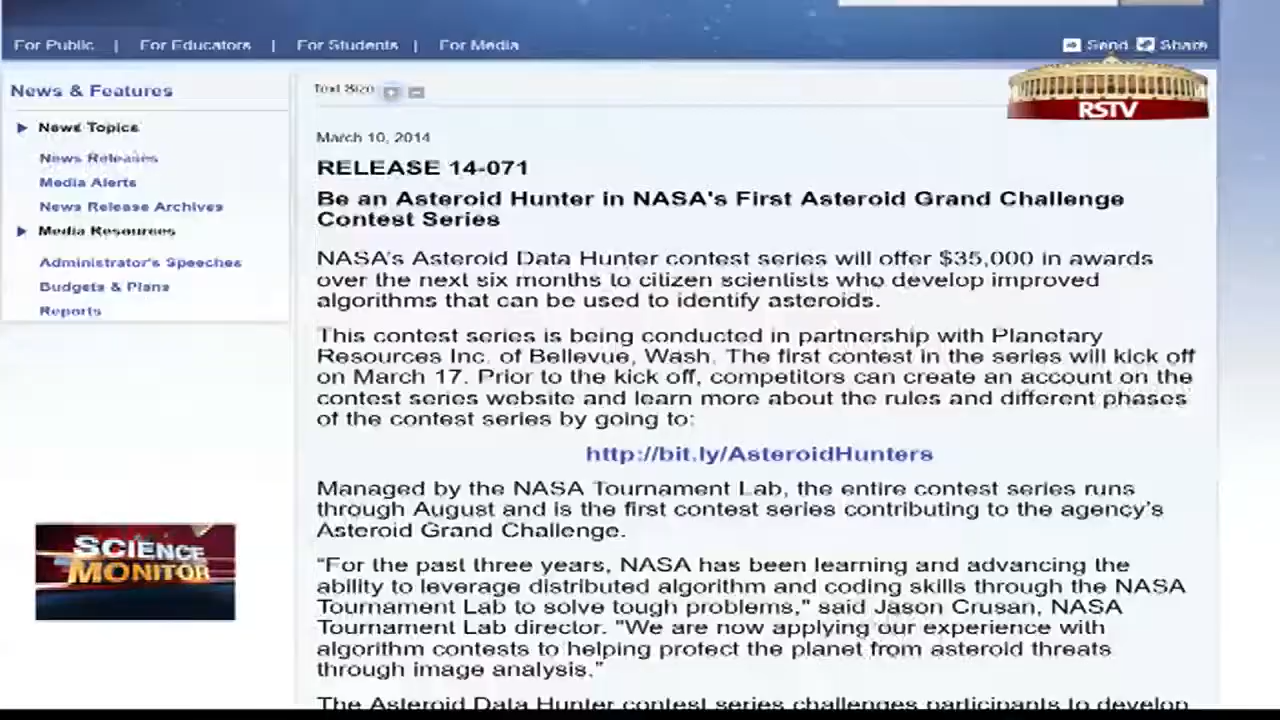 For Public | For Educators | For Students | For Media
Send Share
News & Features
Text Size
RSTV
News Topics
News Releases
Media Alerts
News Release Archives
Media Resources
Administrator's Speeches
Budgets & Plans
Reports
March 10, 2014
RELEASE 14-071
Be an Asteroid Hunter in NASA's First Asteroid Grand Challenge
Contest Series
NASA's Asteroid Data Hunter contest series will offer $35,000 in awards
over the next six months to citizen scientists who develop improved
algorithms that can be used to identify asteroids.
This contest series is being conducted in partnership with Planetary
Resources Inc. of Bellevue, Wash. The first contest in the series will kick off
on March 17. Prior to the kick off, competitors can create an account on the
contest series website and learn more about the rules and different phases
of the contest series by going to:
http://bit.ly/AsteroidHunters
Managed by the NASA Tournament Lab, the entire contest series runs
through August and is the first contest series contributing to the agency's
Asteroid Grand Challenge.
"For the past three years, NASA has been learning and advancing the
ability to leverage distributed algorithm and coding skills through the NASA
Tournament Lab to solve tough problems," said Jason Crusan, NASA
Tournament Lab director. "We are now applying our experience with
algorithm contests to helping protect the planet from asteroid threats
through image analysis."
The Asteroid Data Hunter contest series challenges participants to develop
SCIENCE
MONITOR